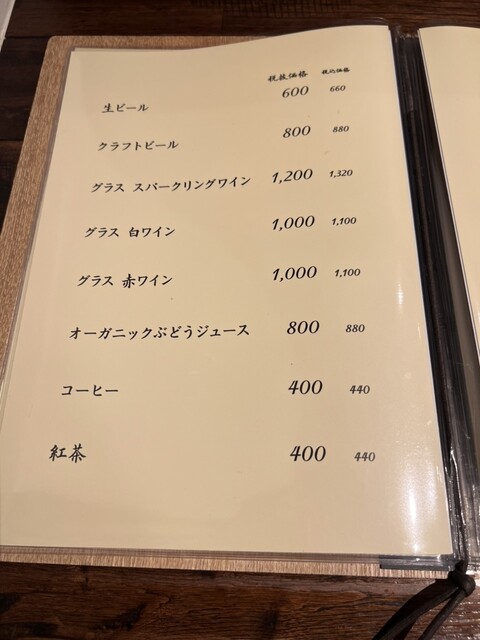 税抜価格 税込価格
生ビール 600 660
クラフトビール 800 880
グラス スパークリングワイン 1,200 1,320
グラス 白ワイン 1,000 1,100
グラス 赤ワイン 1,000 1,100
オーガニックぶどうジュース 800 880
コーヒー 400 440
紅茶 400 440